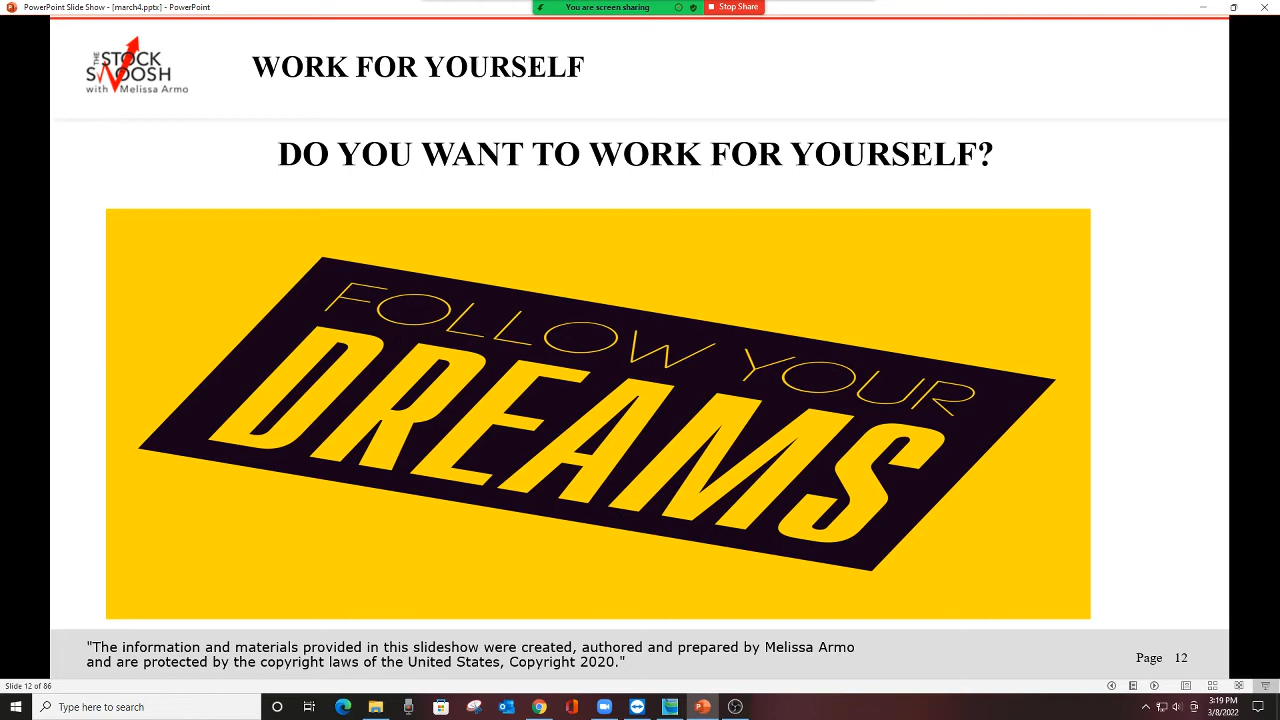 PowerPoint Slide Show - [march4.pptx] - PowerPoint
You are screen sharing
Stop Share
THE
STOCK
SWOOSH
with Melissa Armo
WORK FOR YOURSELF
DO YOU WANT TO WORK FOR YOURSELF?
FOLLOW YOUR
DREAMS
"The information and materials provided in this slideshow were created, authored and prepared by Melissa Armo
and are protected by the copyright laws of the United States, Copyright 2020."
Page 12
Slide 12 of 86
Type here to search
3:19 PM
3/8/2022